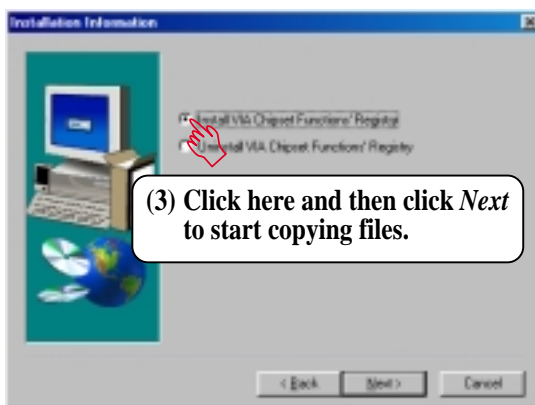 Installation Information
Install VIA Chipset Functions' Registry
Uninstall VIA Chipset Functions' Registry
(3) Click here and then click Next
to start copying files.
< Back
Next >
Cancel